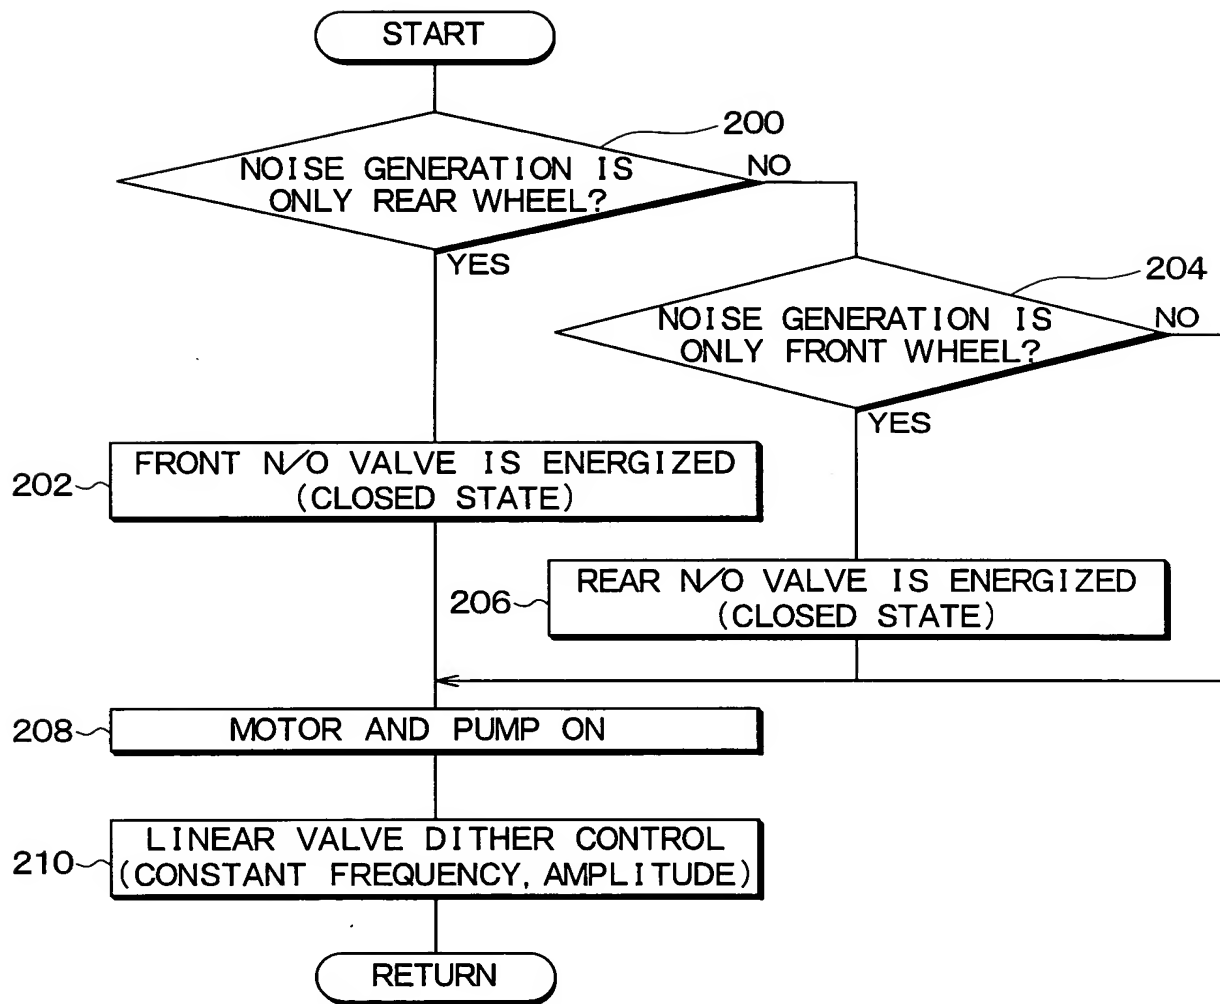 START
200
NOISE GENERATION IS
ONLY REAR WHEEL?
NO
YES
204
NOISE GENERATION IS
ONLY FRONT WHEEL?
NO
YES
202
FRONT N/O VALVE IS ENERGIZED
(CLOSED STATE)
206
REAR N/O VALVE IS ENERGIZED
(CLOSED STATE)
208
MOTOR AND PUMP ON
210
LINEAR VALVE DITHER CONTROL
(CONSTANT FREQUENCY, AMPLITUDE)
RETURN